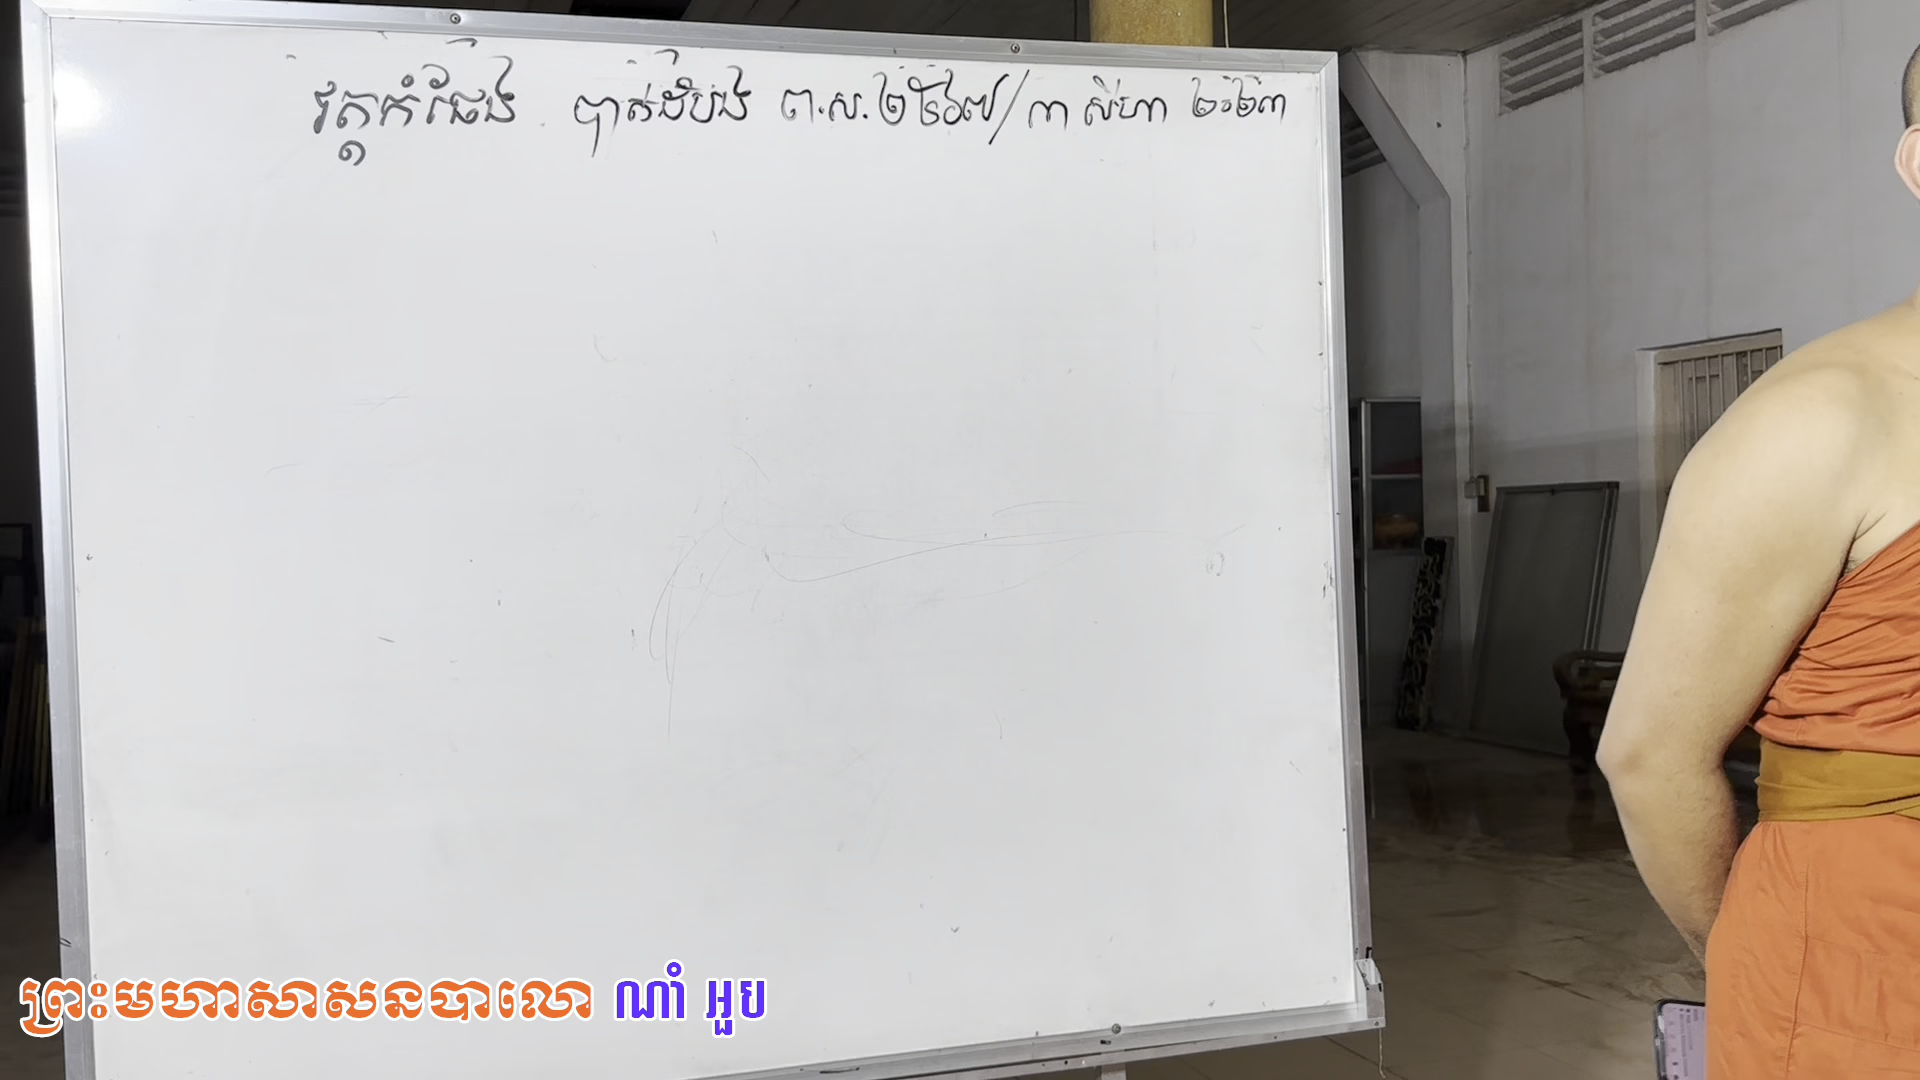 វត្តកំផែង បាត់ដំបង ព.ស.២៥៦៧/៣ សីហា ២០២៣
ព្រះមហាសាសនបាលោ ណាំ អួប